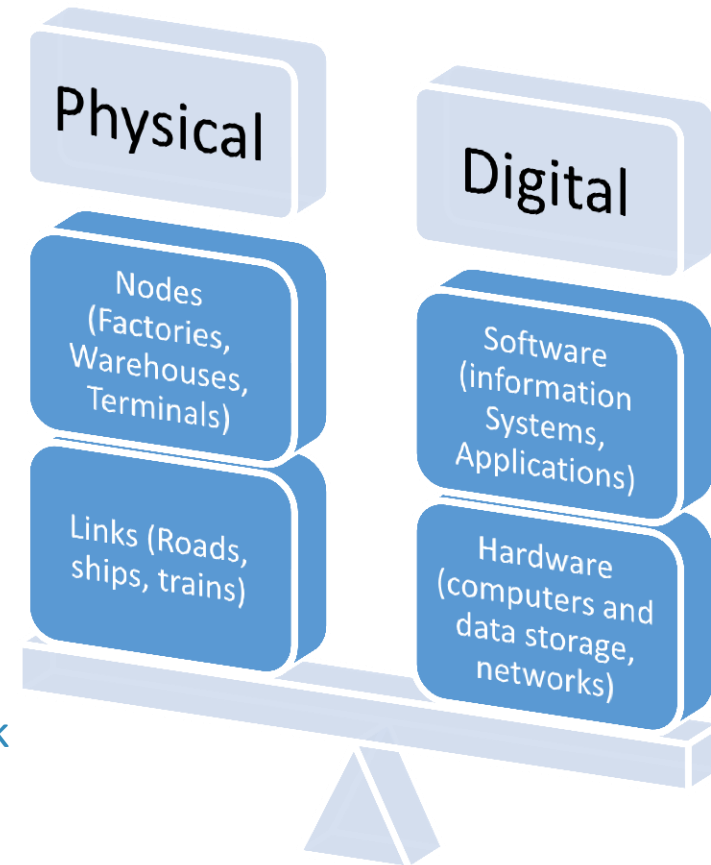 Physical
Nodes
(Factories,
Warehouses,
Terminals)
Links (Roads,
ships, trains)
Digital
Software
(information
Systems,
Applications)
Hardware
(computers and
data storage,
networks)
k